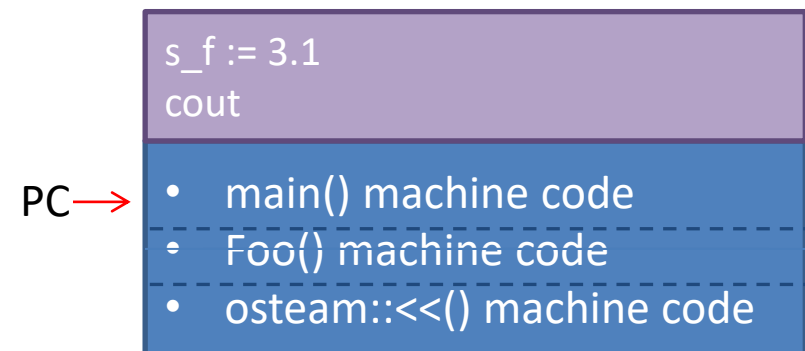 s_f := 3.1
cout
PC
• main() machine code
• Foo() machine code
• osteam::<<() machine code